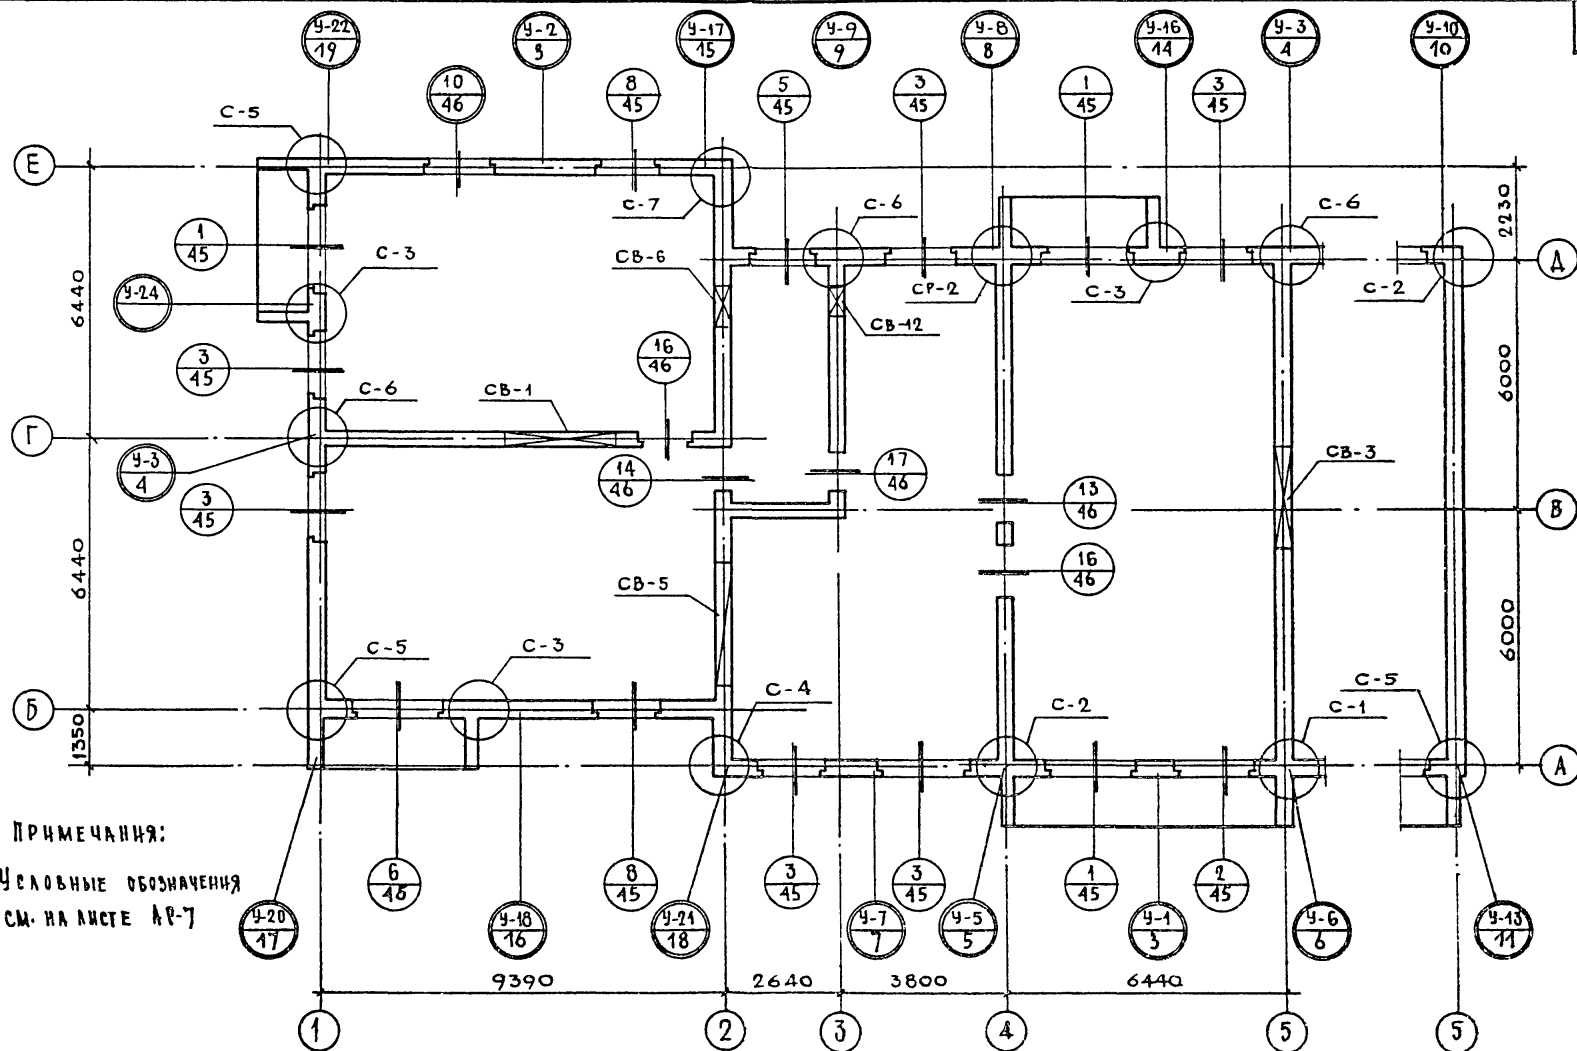 У-22
19
У-2
3
У-17
15
У-9
9
У-8
8
У-16
14
У-3
4
У-10
10
10
46
8
45
5
45
3
45
1
45
3
45
С-5
Е
С-7
С-6
С-6
2230
1
45
С-3
СВ-6
СР-2
С-3
С-2
Д
У-24
6440
СВ-12
16
46
3
45
6000
С-6
СВ-1
Г
У-3
4
14
46
17
46
СВ-3
3
45
13
46
В
6440
СВ-5
16
46
6000
С-5
С-3
С-4
С-2
С-5
С-1
Б
1350
А
ПРИМЕЧАНИЯ:
УСЛОВНЫЕ ОБОЗНАЧЕНИЯ
СМ. НА ЛИСТЕ АР-7
6
45
8
45
3
45
3
45
1
45
2
45
У-20
17
У-18
16
У-21
18
У-7
7
У-5
5
У-1
3
У-6
6
У-13
11
9390
2640
3800
6440
1
2
3
4
5
5